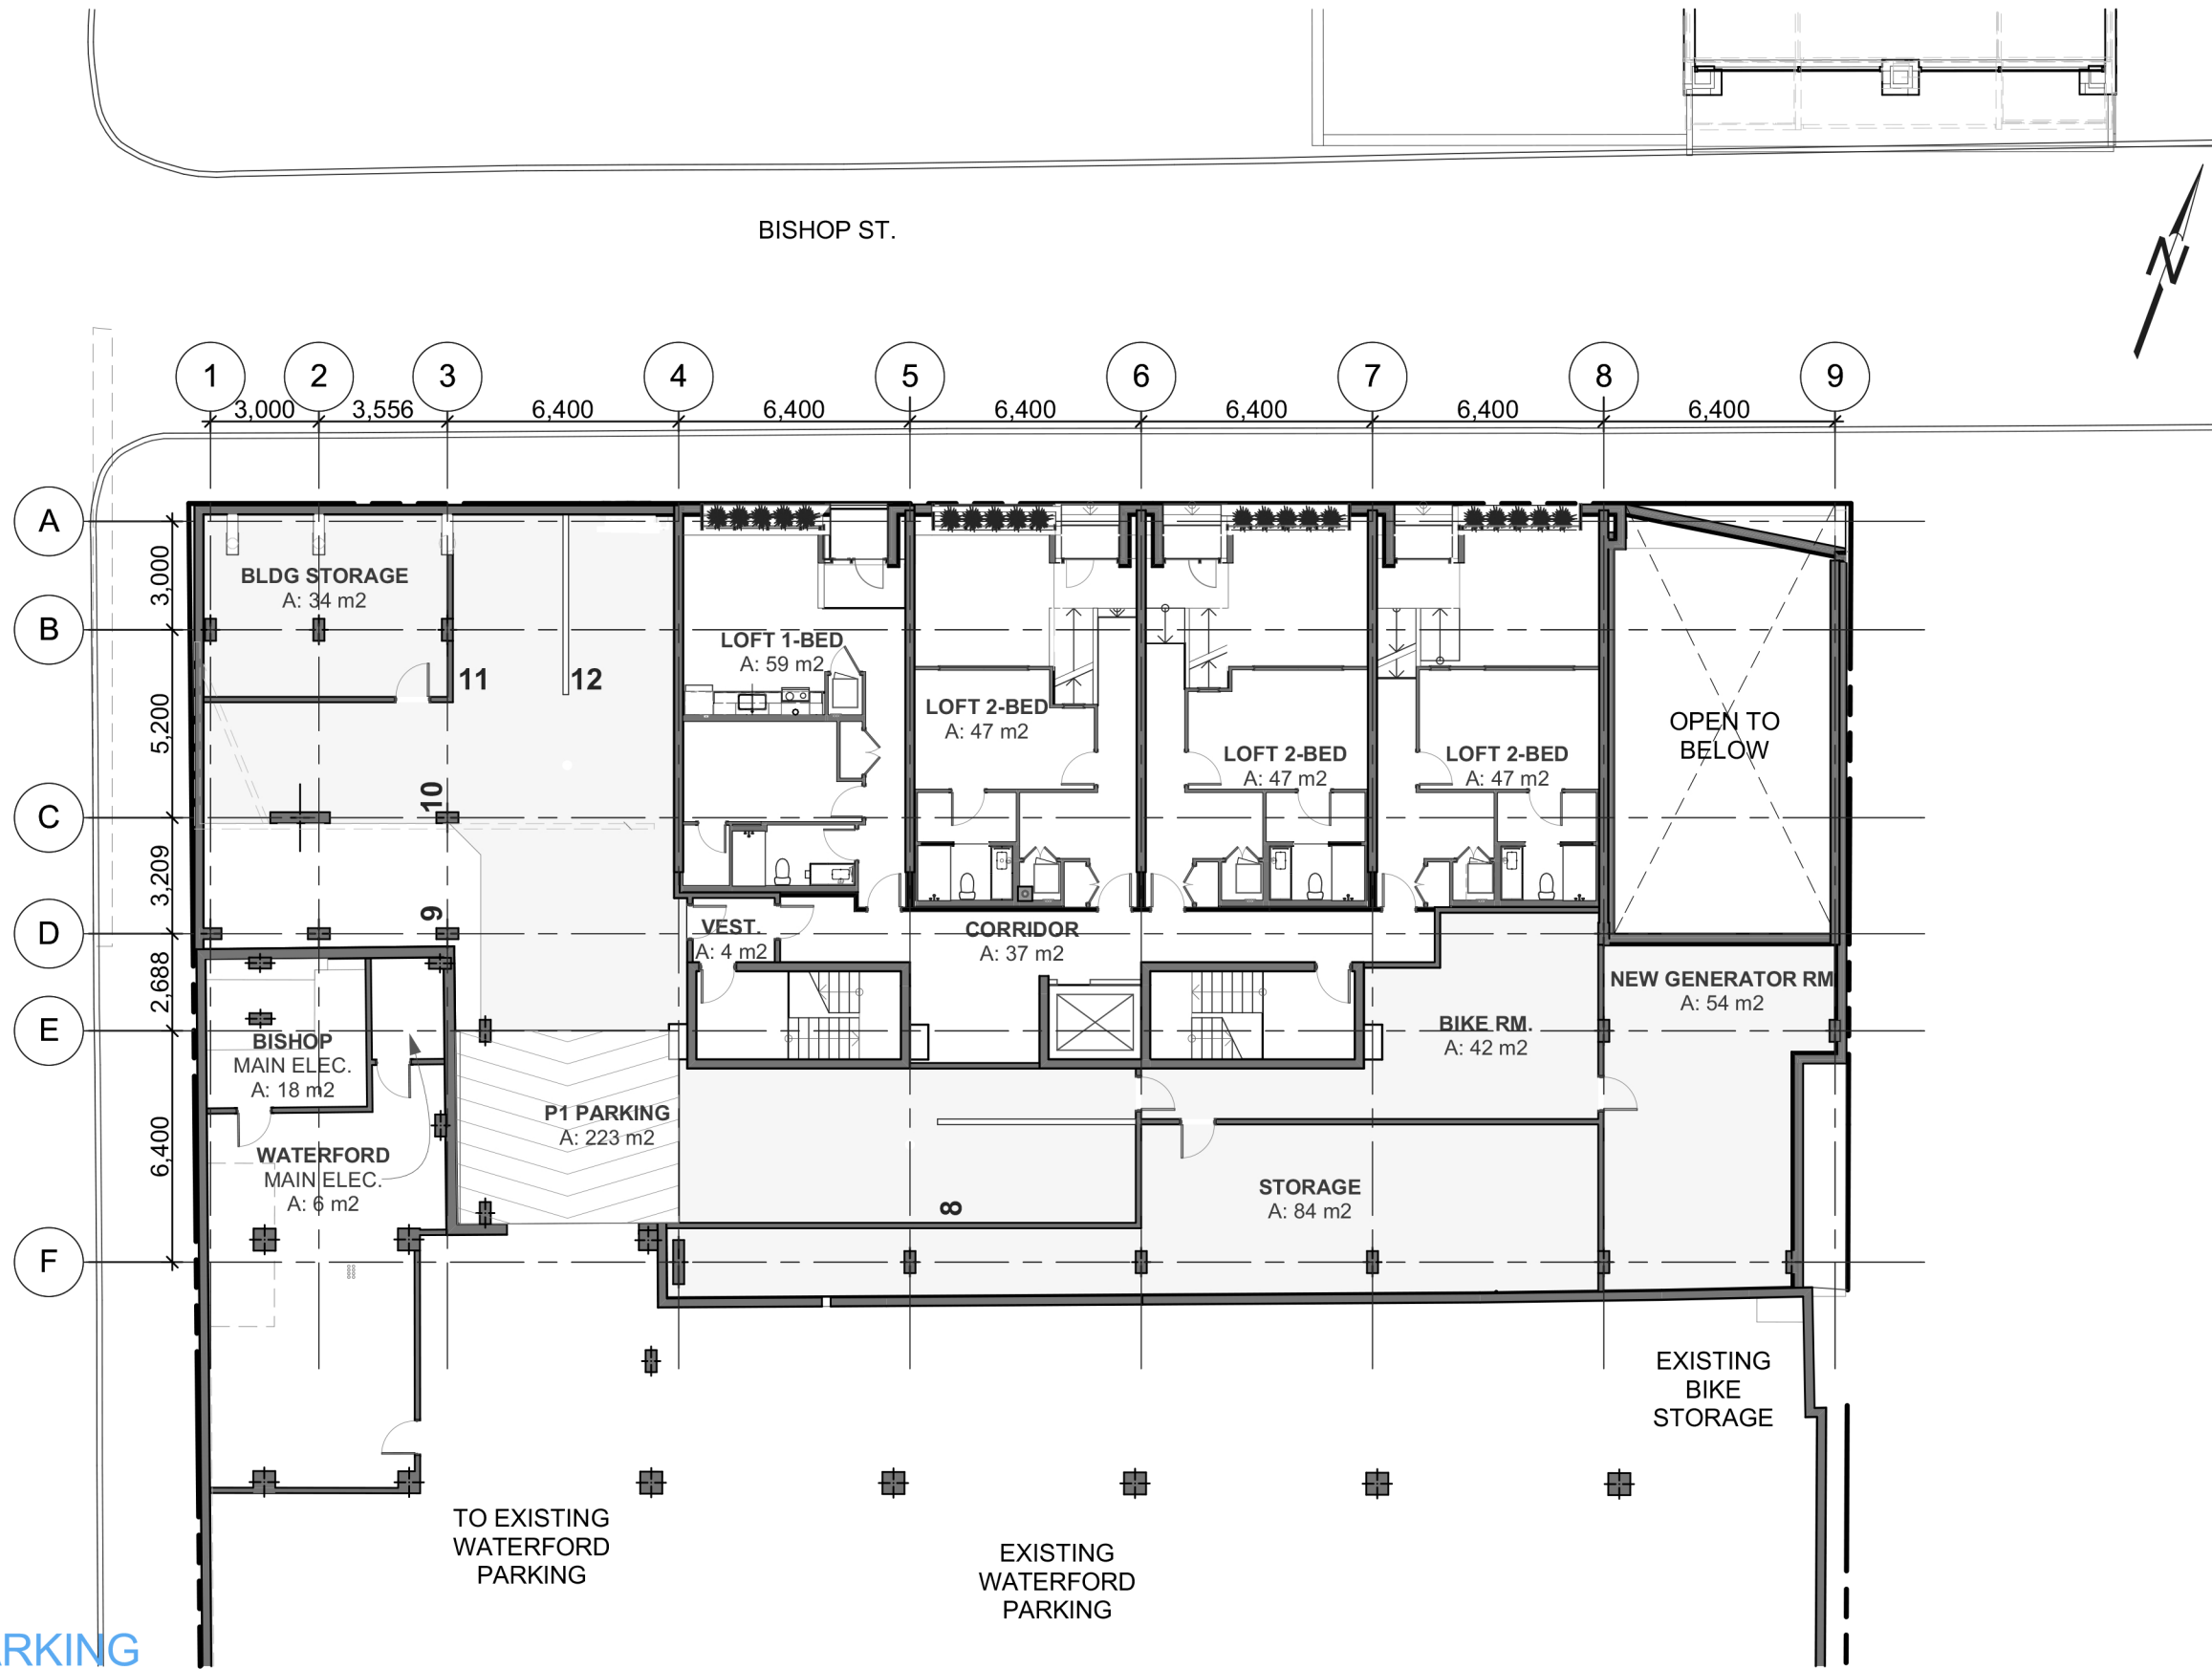 BISHOP ST.
N
1 2 3 4 5 6 7 8 9
3,000 3,556 6,400 6,400 6,400 6,400 6,400 6,400
A
B
C
D
E
F
3,000
5,200
3,209
2,688
6,400
BLDG STORAGE
A: 34 m2
11
12
10
9
LOFT 1-BED
A: 59 m2
LOFT 2-BED
A: 47 m2
LOFT 2-BED
A: 47 m2
LOFT 2-BED
A: 47 m2
OPEN TO
BELOW
VEST.
A: 4 m2
CORRIDOR
A: 37 m2
NEW GENERATOR RM
A: 54 m2
BIKE RM.
A: 42 m2
BISHOP
MAIN ELEC.
A: 18 m2
P1 PARKING
A: 223 m2
WATERFORD
MAIN ELEC.
A: 6 m2
8
STORAGE
A: 84 m2
EXISTING
BIKE
STORAGE
TO EXISTING
WATERFORD
PARKING
EXISTING
WATERFORD
PARKING
ARKING